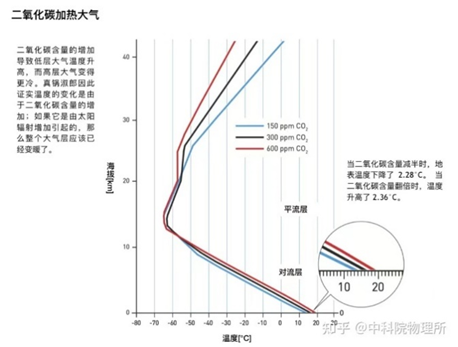 二氧化碳加热大气
二氧化碳含量的增加
导致低层大气温度升
高，而高层大气变得
更冷。真锅淑郎因此
证实温度的变化是由
于二氧化碳含量的增
加：如果它是由太阳
辐射增加引起的，那
么整个大气层应该已
经变暖了。
40
30
20
10
0
海拔[km]
150 ppm CO₂
300 ppm CO₂
600 ppm CO₂
当二氧化碳含量减半时，地
表温度下降了 2.28°C。 当
二氧化碳含量翻倍时，温度
升高了 2.36°C。
平流层
对流层
10 20
0
-80 -70 -60 -50 -40 -30 -20 -10 0 10 20 30
温度[°C]
知乎 @中科院物理所